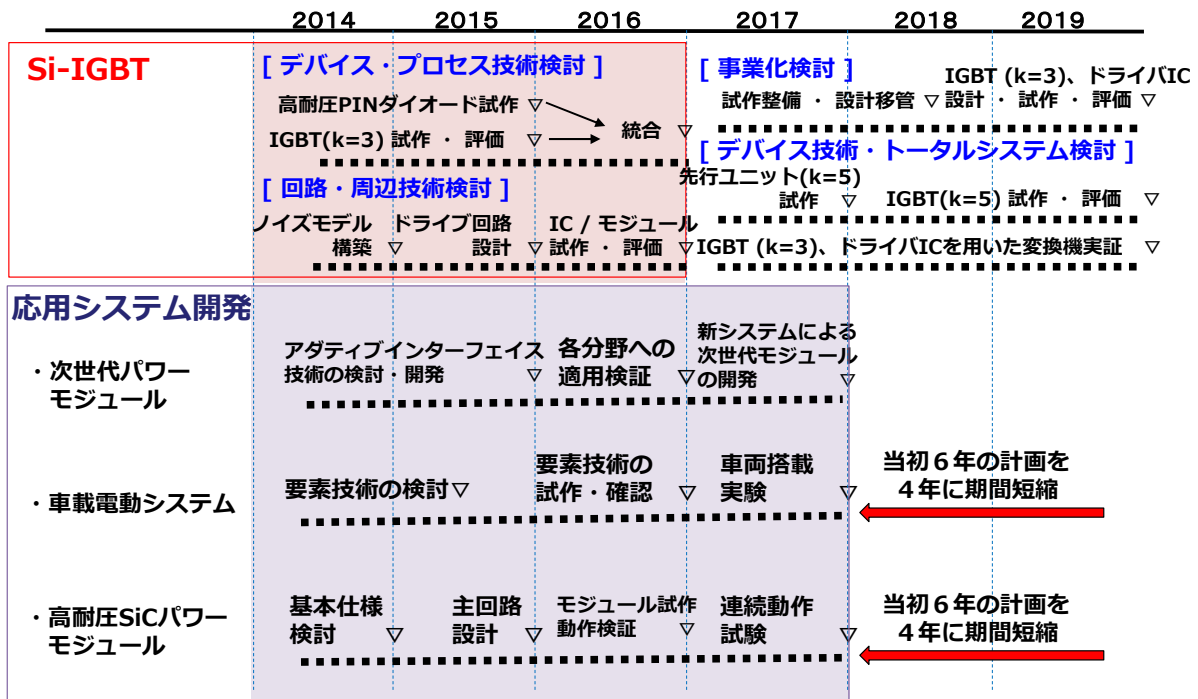 2014 2015 2016 2017 2018 2019
Si-IGBT
[ デバイス・プロセス技術検討 ]
高耐圧PINダイオード試作 ▽
IGBT(k=3) 試作 ・ 評価 ▽
統合 ▽
[ 回路・周辺技術検討 ]
ノイズモデル
構築 ▽
ドライブ回路
設計 ▽
IC / モジュール
試作 ・ 評価 ▽
[ 事業化検討 ]
試作整備 ・ 設計移管 ▽
IGBT (k=3)、ドライバIC
設計・試作・評価 ▽
[ デバイス技術・トータルシステム検討 ]
先行ユニット(k=5)
試作 ▽
IGBT(k=5) 試作 ・ 評価 ▽
IGBT (k=3)、ドライバICを用いた変換機実証 ▽
応用システム開発
・次世代パワー
モジュール
アダティブインターフェイス
技術の検討・開発 ▽
各分野への
適用検証 ▽
新システムによる
次世代モジュール
の開発 ▽
・車載電動システム
要素技術の検討 ▽
要素技術の
試作・確認 ▽
車両搭載
実験 ▽
当初６年の計画を
４年に期間短縮
・高耐圧SiCパワー
モジュール
基本仕様
検討 ▽
主回路
設計 ▽
モジュール試作
動作検証 ▽
連続動作
試験 ▽
当初６年の計画を
４年に期間短縮